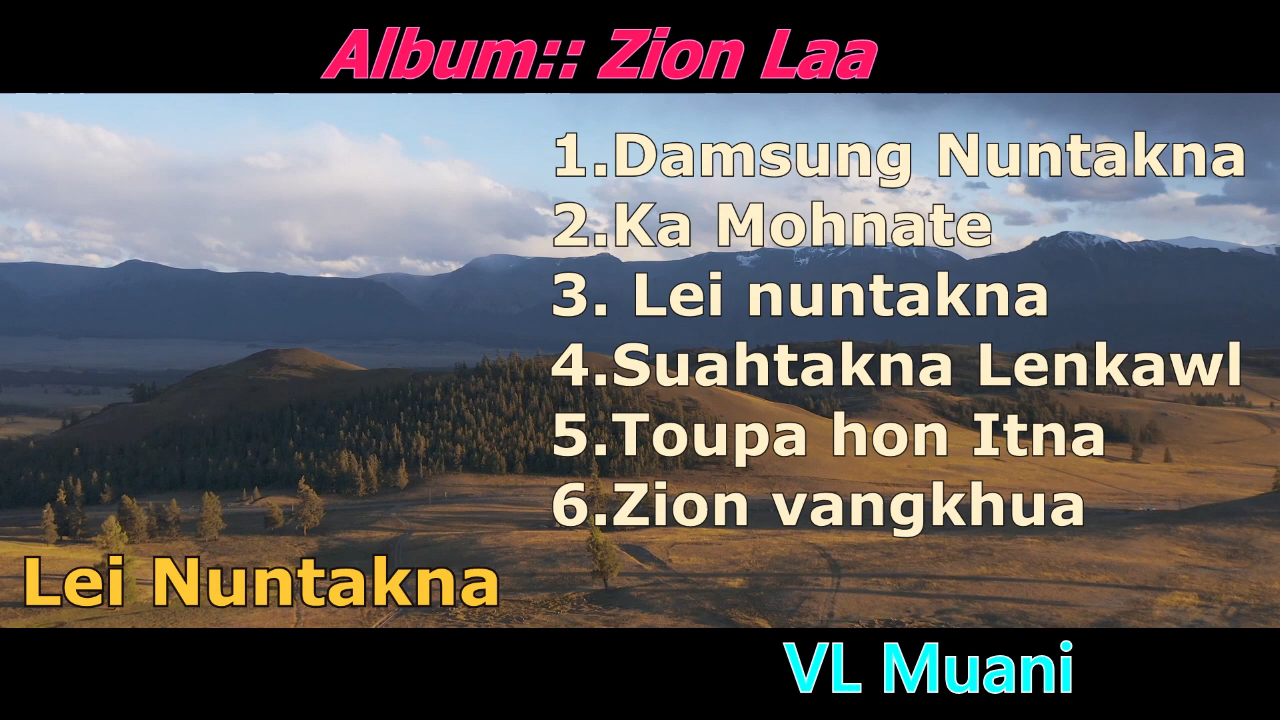 Album:: Zion Laa
1.Damsung Nuntakna
2.Ka Mohnate
3. Lei nuntakna
4.Suahtakna Lenkawl
5.Toupa hon Itna
6.Zion vangkhua
Lei Nuntakna
VL Muani